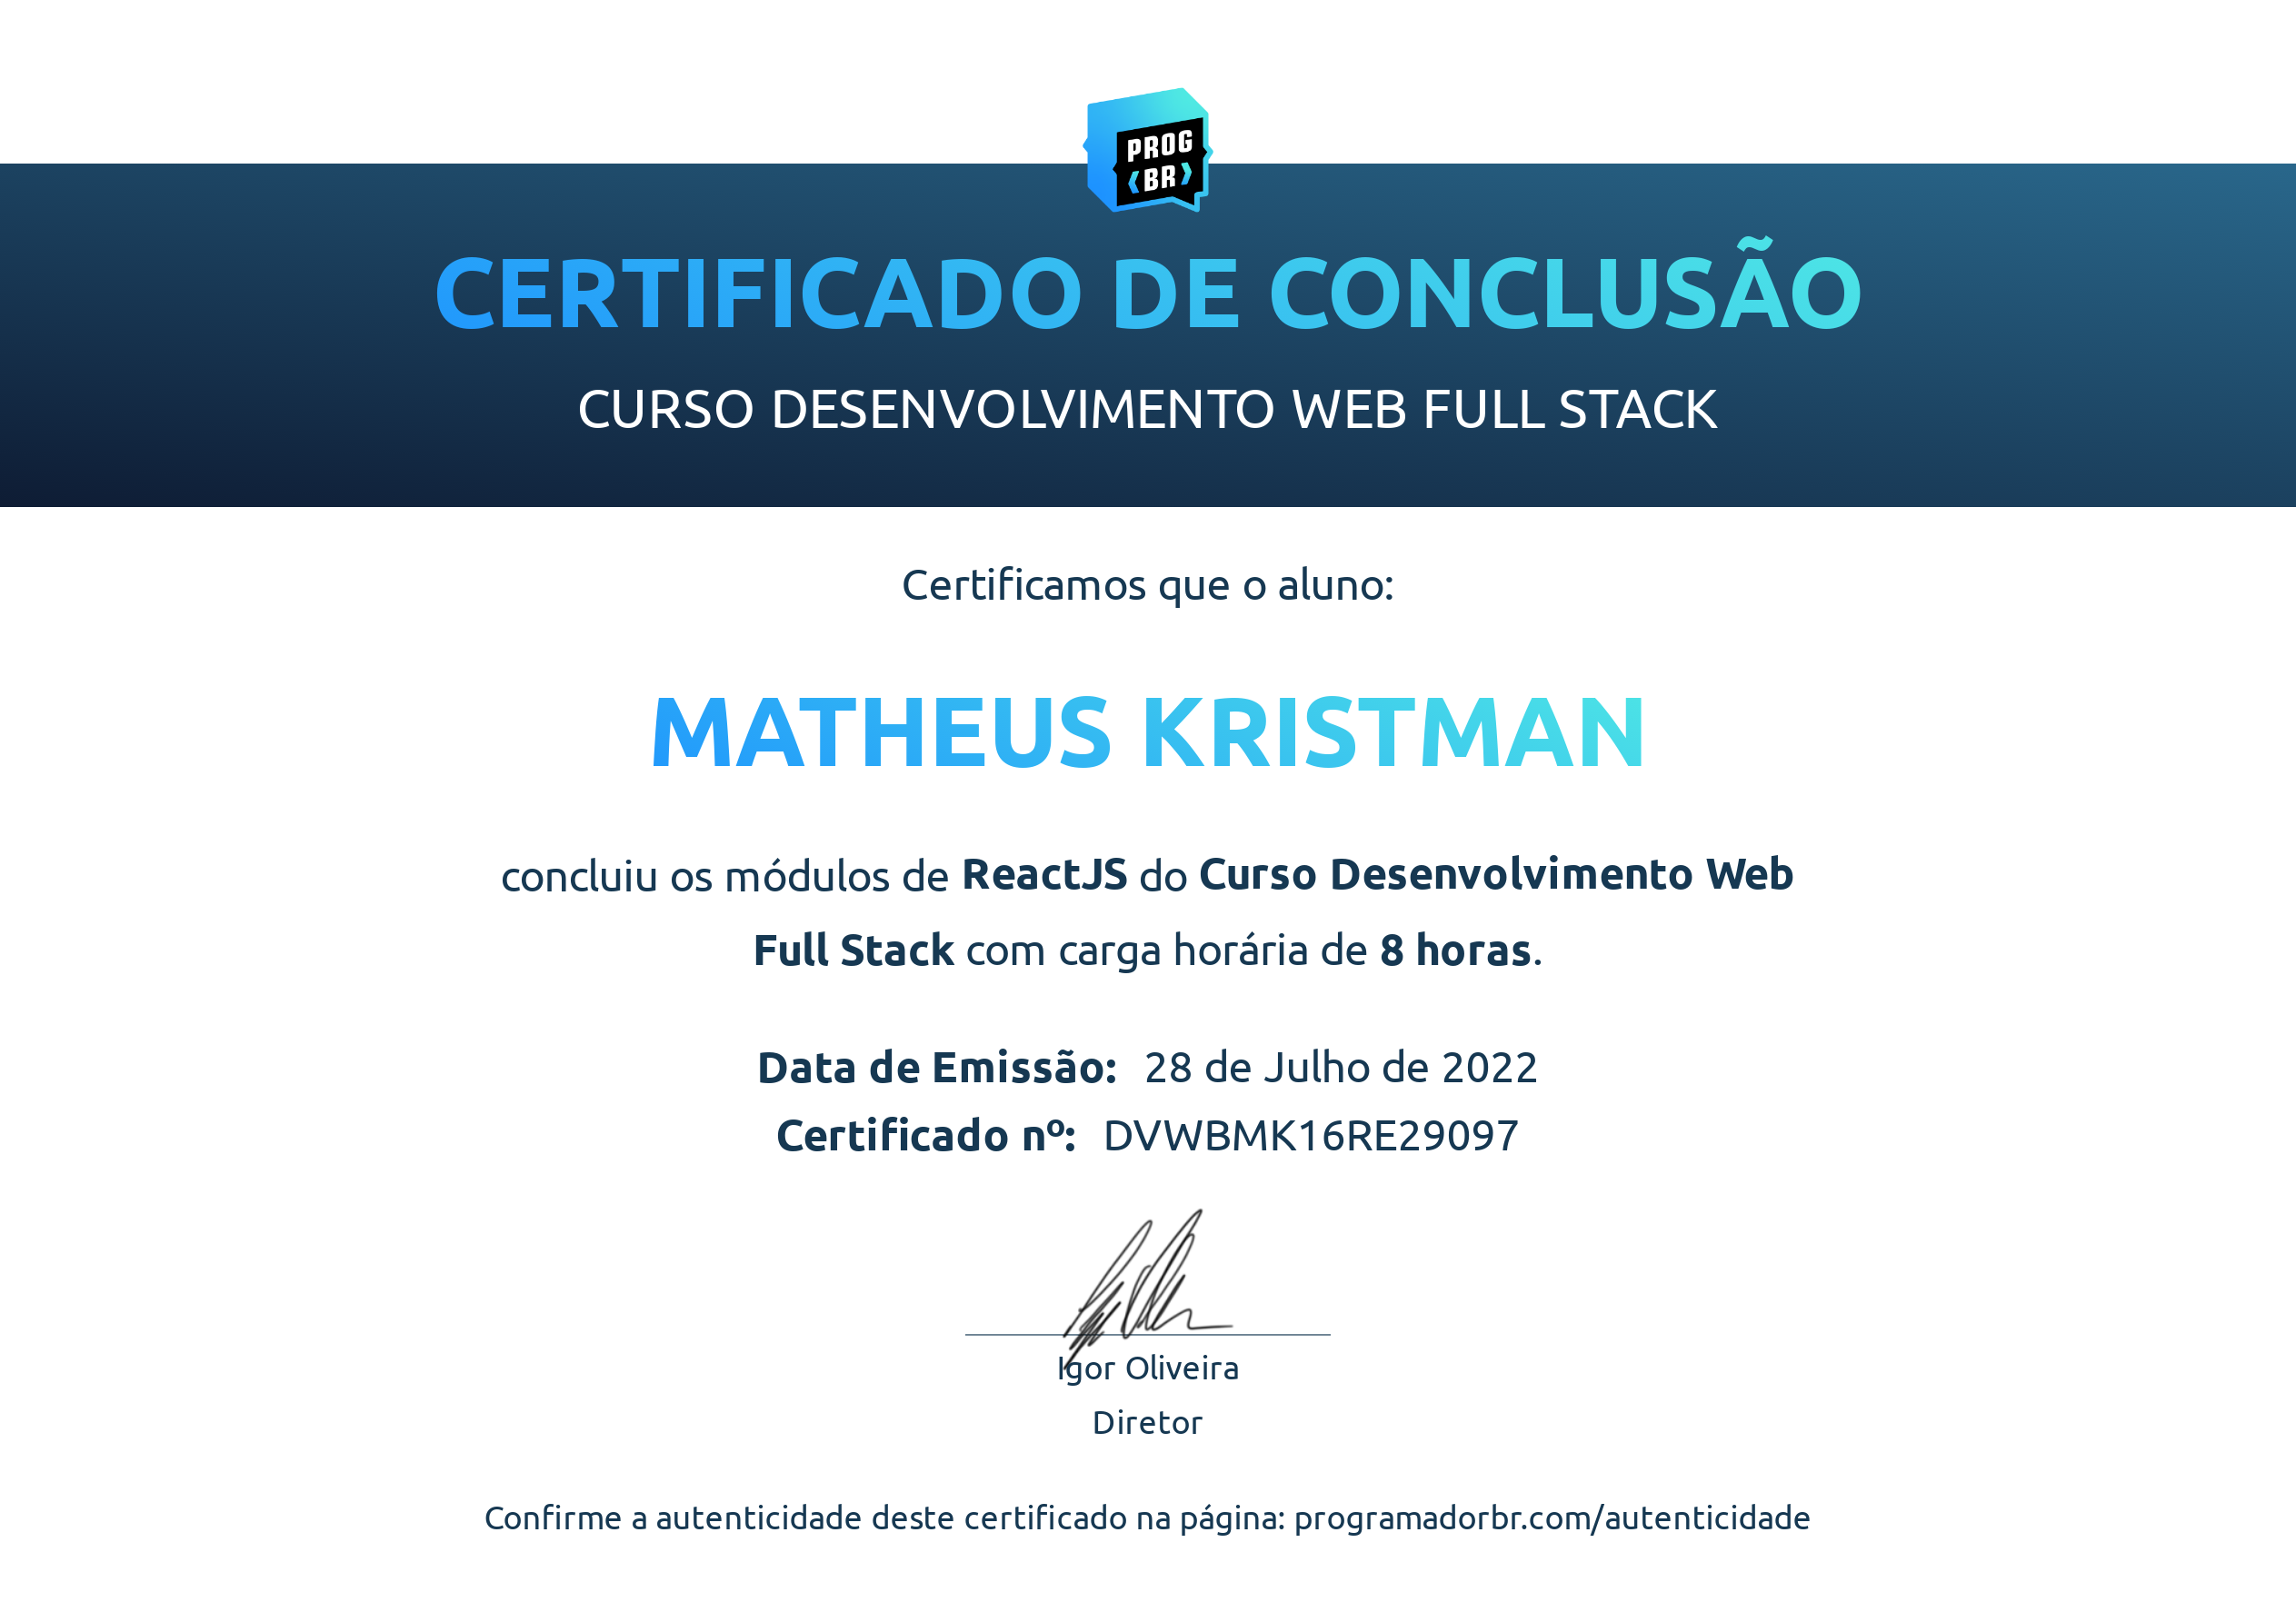 PROG
‹BR›
CERTIFICADO DE CONCLUSÃO
CURSO DESENVOLVIMENTO WEB FULL STACK
Certificamos que o aluno:
MATHEUS KRISTMAN
concluiu os módulos de ReactJS do Curso Desenvolvimento Web
Full Stack com carga horária de 8 horas.
Data de Emissão: 28 de Julho de 2022
Certificado nº: DVWBMK16RE29097
Igor Oliveira
Diretor
Confirme a autenticidade deste certificado na página: programadorbr.com/autenticidade